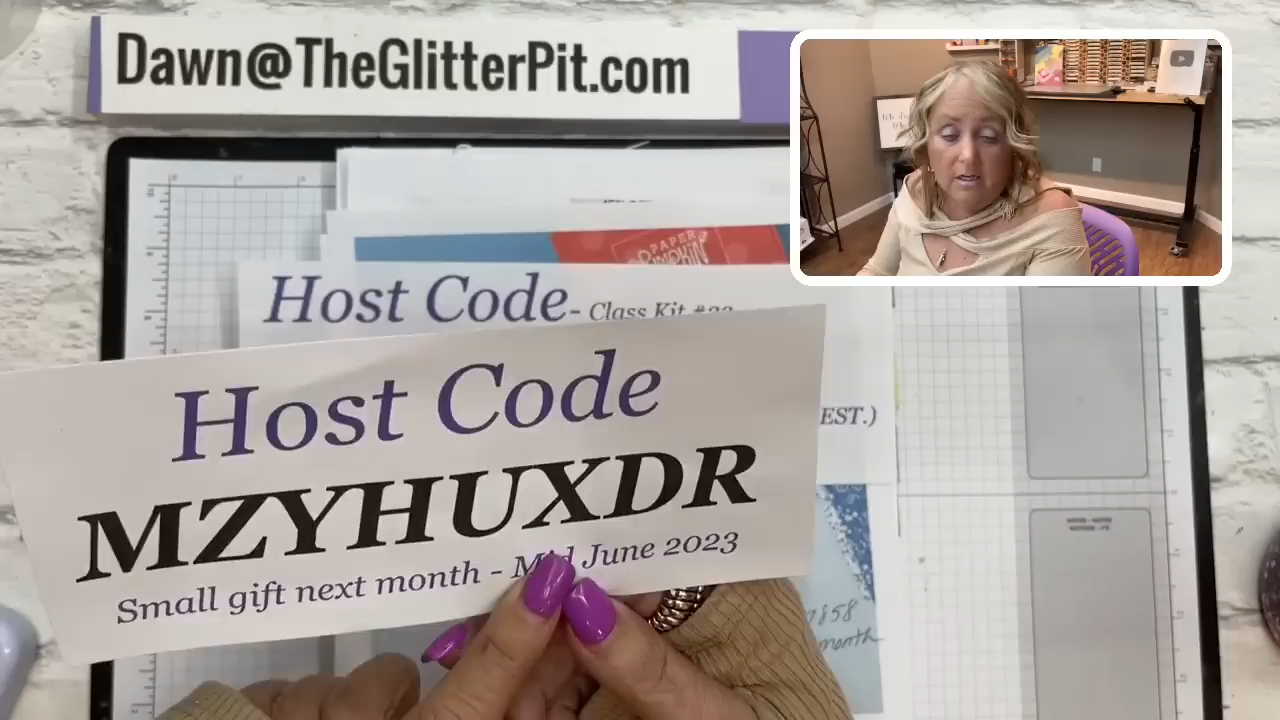 Dawn@TheGlitterPit.com
PAPER
PUMPKIN
Host Code- Class Kit
Host Code
MZYHUXDR
Small gift next month - Mid June 2023
EST.)
858
month